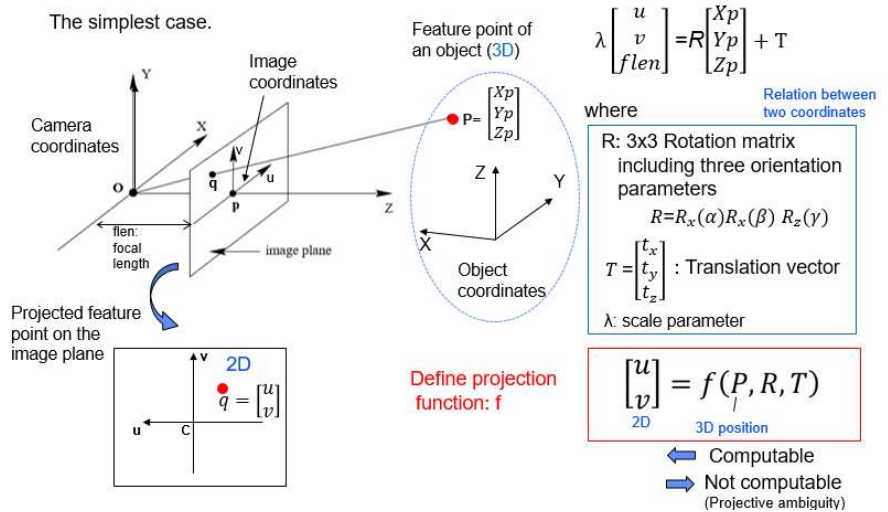 The simplest case.
Y
Image
coordinates
Camera
coordinates
X
v
q
u
O
p
Z
flen:
focal
length
image plane
Projected feature
point on the
image plane
v
2D
q = [u v]
u
C
Feature point of
an object (3D)
P= [Xp Yp Zp]
Z
Y
X
Object
coordinates
Define projection
function: f
λ [u v flen] =R [Xp Yp Zp] + T
Relation between
two coordinates
where
R: 3x3 Rotation matrix
including three orientation
parameters
R=Rx(α)Rx(β) Rz(γ)
T = [tx ty tz] : Translation vector
λ: scale parameter
[u v] = f(P, R, T)
2D
3D position
Computable
Not computable
(Projective ambiguity)